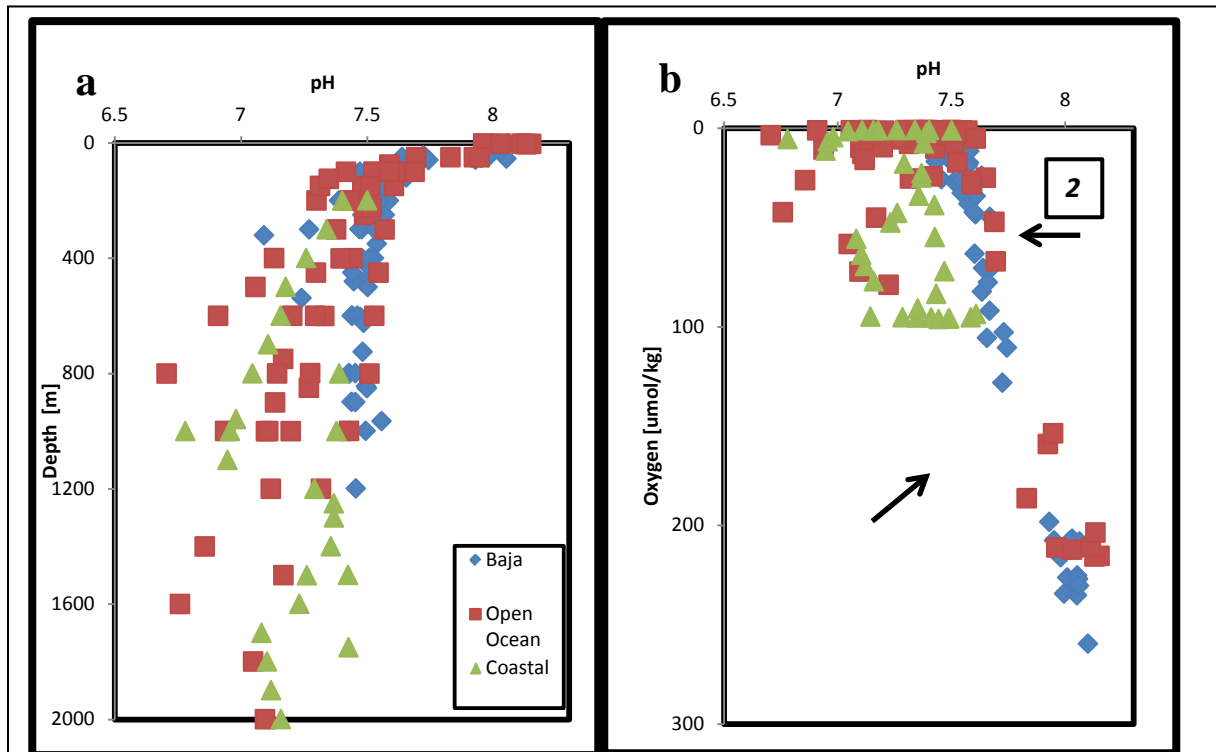 a
pH
6.5 7 7.5 8
0
400
800
1200
1600
2000
Depth [m]
Baja
Open
Ocean
Coastal
b
pH
6.5 7 7.5 8
0
100
200
300
Oxygen [umol/kg]
2